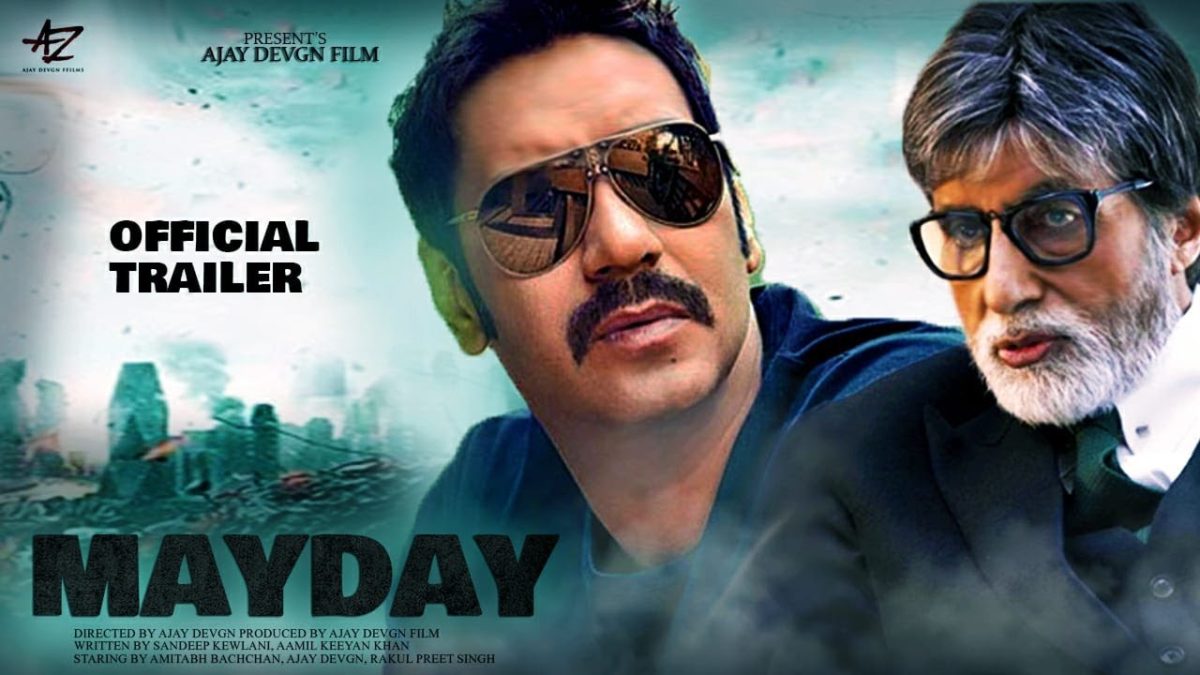 AZ
AJAY DEVGN FFILMS
PRESENT'S
AJAY DEVGN FILM
OFFICIAL
TRAILER
MAYDAY
DIRECTED BY AJAY DEVGN PRODUCED BY AJAY DEVGN FILM
WRITTEN BY SANDEEP KEWLANI, AAMIL KEEYAN KHAN
STARING BY AMITABH BACHCHAN, AJAY DEVGN, RAKUL PREET SINGH